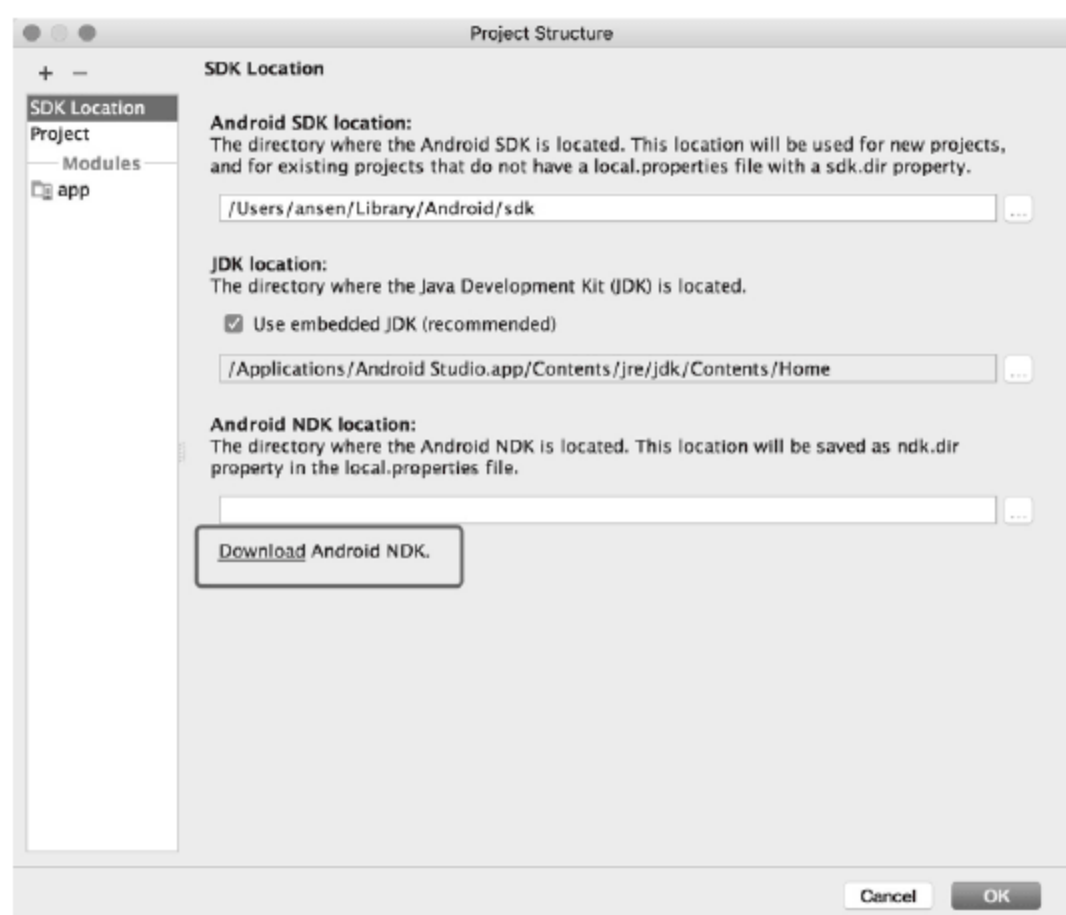 Project Structure
+ −
SDK Location
Project
Modules
app
SDK Location
Android SDK location:
The directory where the Android SDK is located. This location will be used for new projects,
and for existing projects that do not have a local.properties file with a sdk.dir property.
/Users/ansen/Library/Android/sdk
...
JDK location:
The directory where the Java Development Kit (JDK) is located.
Use embedded JDK (recommended)
/Applications/Android Studio.app/Contents/jre/jdk/Contents/Home
...
Android NDK location:
The directory where the Android NDK is located. This location will be saved as ndk.dir
property in the local.properties file.
...
Download Android NDK.
Cancel
OK